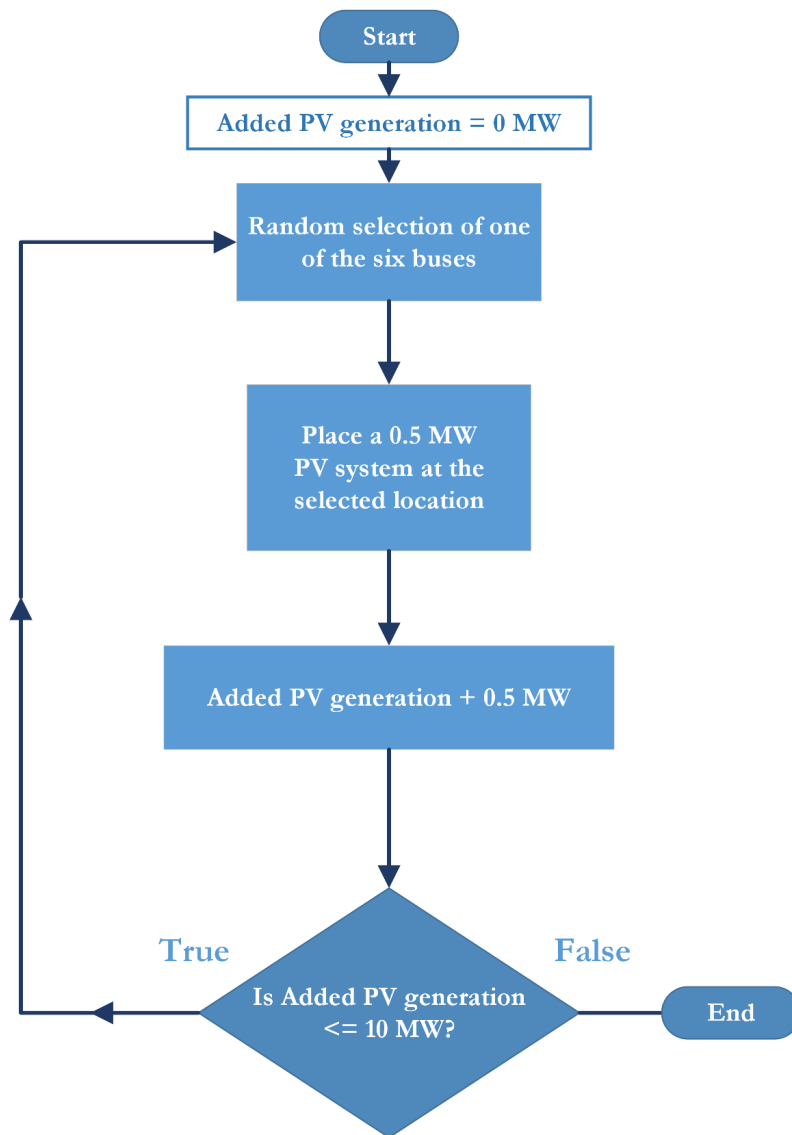 Start
Added PV generation = 0 MW
Random selection of one
of the six buses
Place a 0.5 MW
PV system at the
selected location
Added PV generation + 0.5 MW
True
False
Is Added PV generation
<= 10 MW?
End